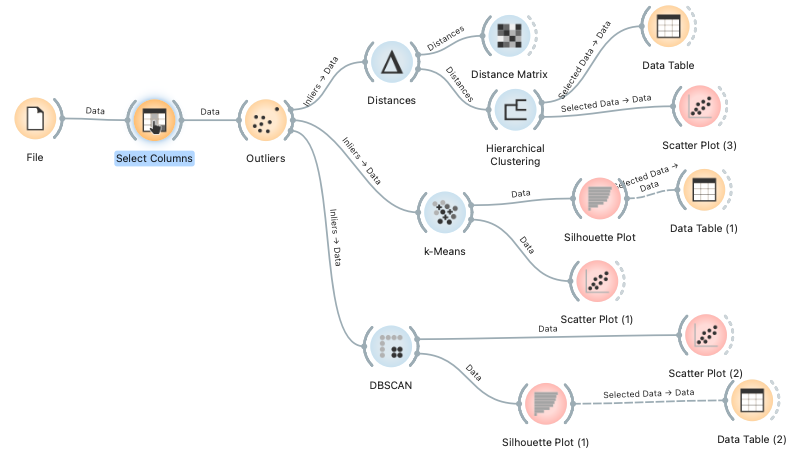 Data
Data
Inliers → Data
Inliers → Data
Inliers → Data
Distances
Distances
Selected Data → Data
Selected Data → Data
Data
Data
Selected Data →
Data
Data
Data
Selected Data → Data
File
Select Columns
Outliers
Distances
Distance Matrix
Hierarchical
Clustering
Data Table
Scatter Plot (3)
k-Means
Silhouette Plot
Data Table (1)
Scatter Plot (1)
DBSCAN
Scatter Plot (2)
Silhouette Plot (1)
Data Table (2)